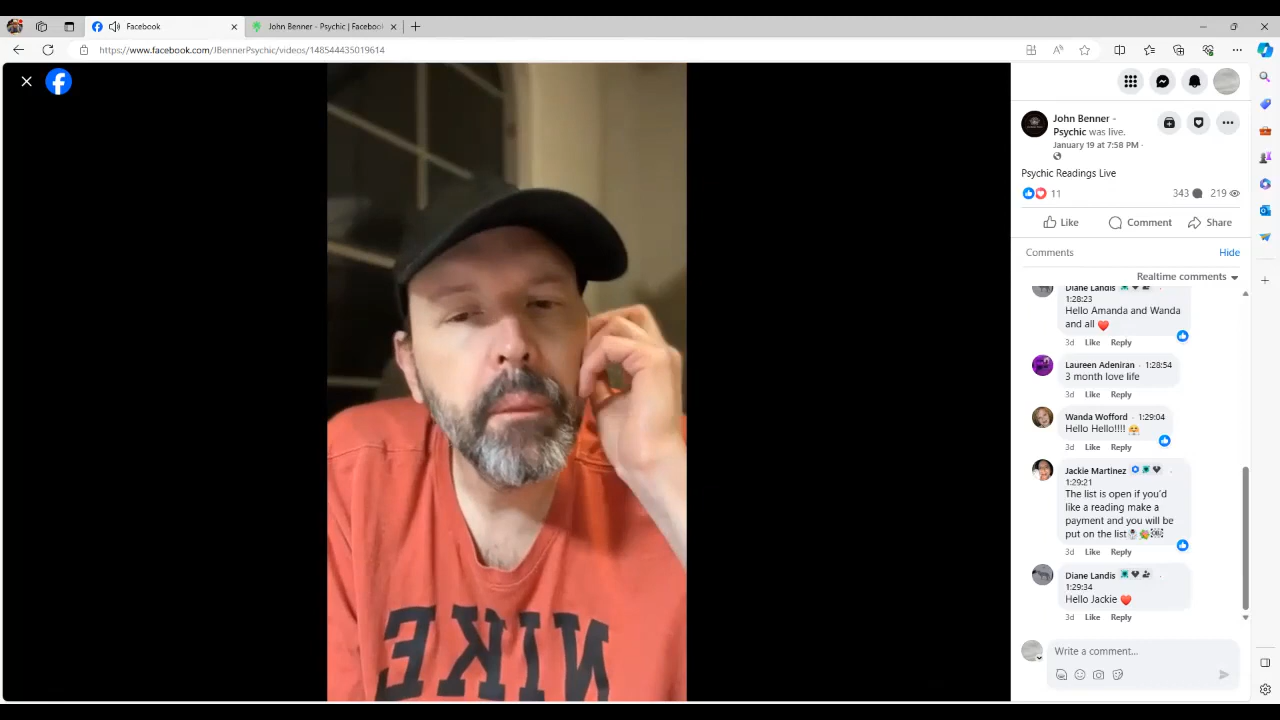 Facebook
John Benner - Psychic | Facebook
https://www.facebook.com/JBennerPsychic/videos/148544435019614
John Benner -
Psychic was live.
January 19 at 7:58 PM ·
Psychic Readings Live
11
343
219
Like
Comment
Share
Comments
Hide
Realtime comments
Diane Landis
1:28:23
Hello Amanda and Wanda
and all ❤️
3d Like Reply
Laureen Adeniran · 1:28:54
3 month love life
3d Like Reply
Wanda Wofford · 1:29:04
Hello Hello!!!! 🤗
3d Like Reply
Jackie Martinez
1:29:21
The list is open if you'd
like a reading make a
payment and you will be
put on the list
3d Like Reply
Diane Landis
1:29:34
Hello Jackie ❤️
3d Like Reply
Write a comment...
NIKE